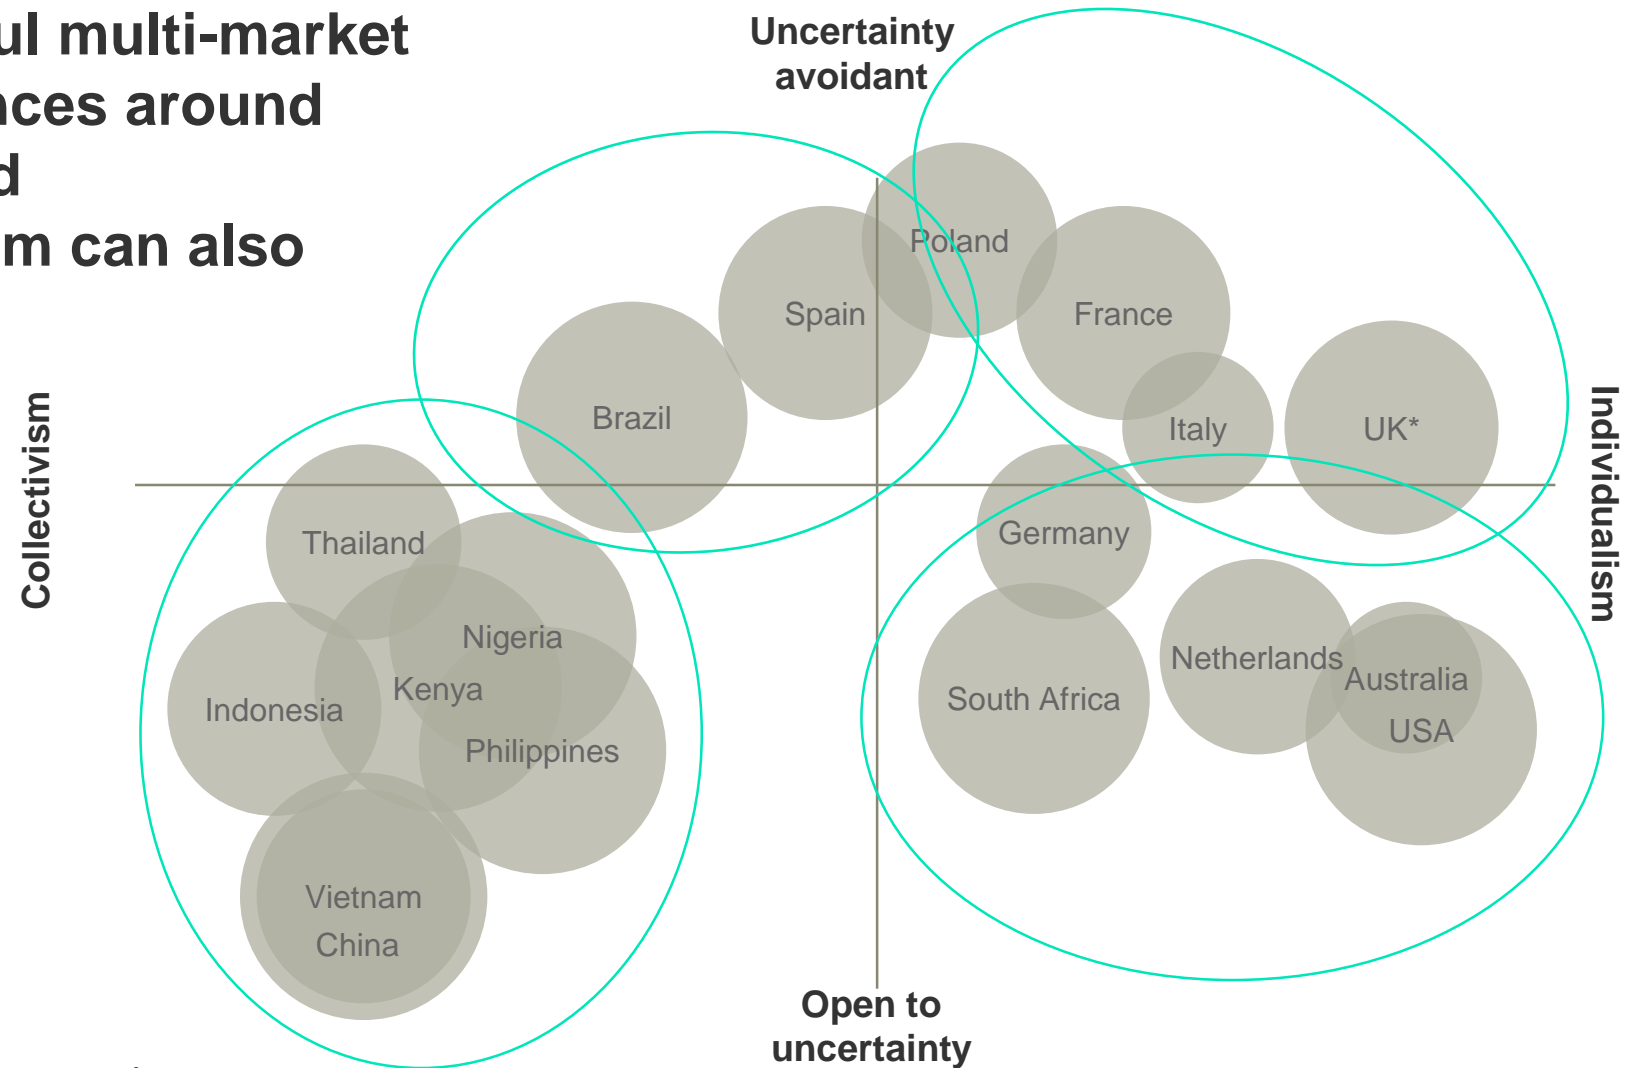 ul multi-market
nces around
d
m can also
Uncertainty
avoidant
Poland
Spain
France
Brazil
Italy
UK*
Collectivism
Individualism
Thailand
Germany
Nigeria
Netherlands
Kenya
Australia
Indonesia
South Africa
USA
Philippines
Vietnam
China
Open to
uncertainty